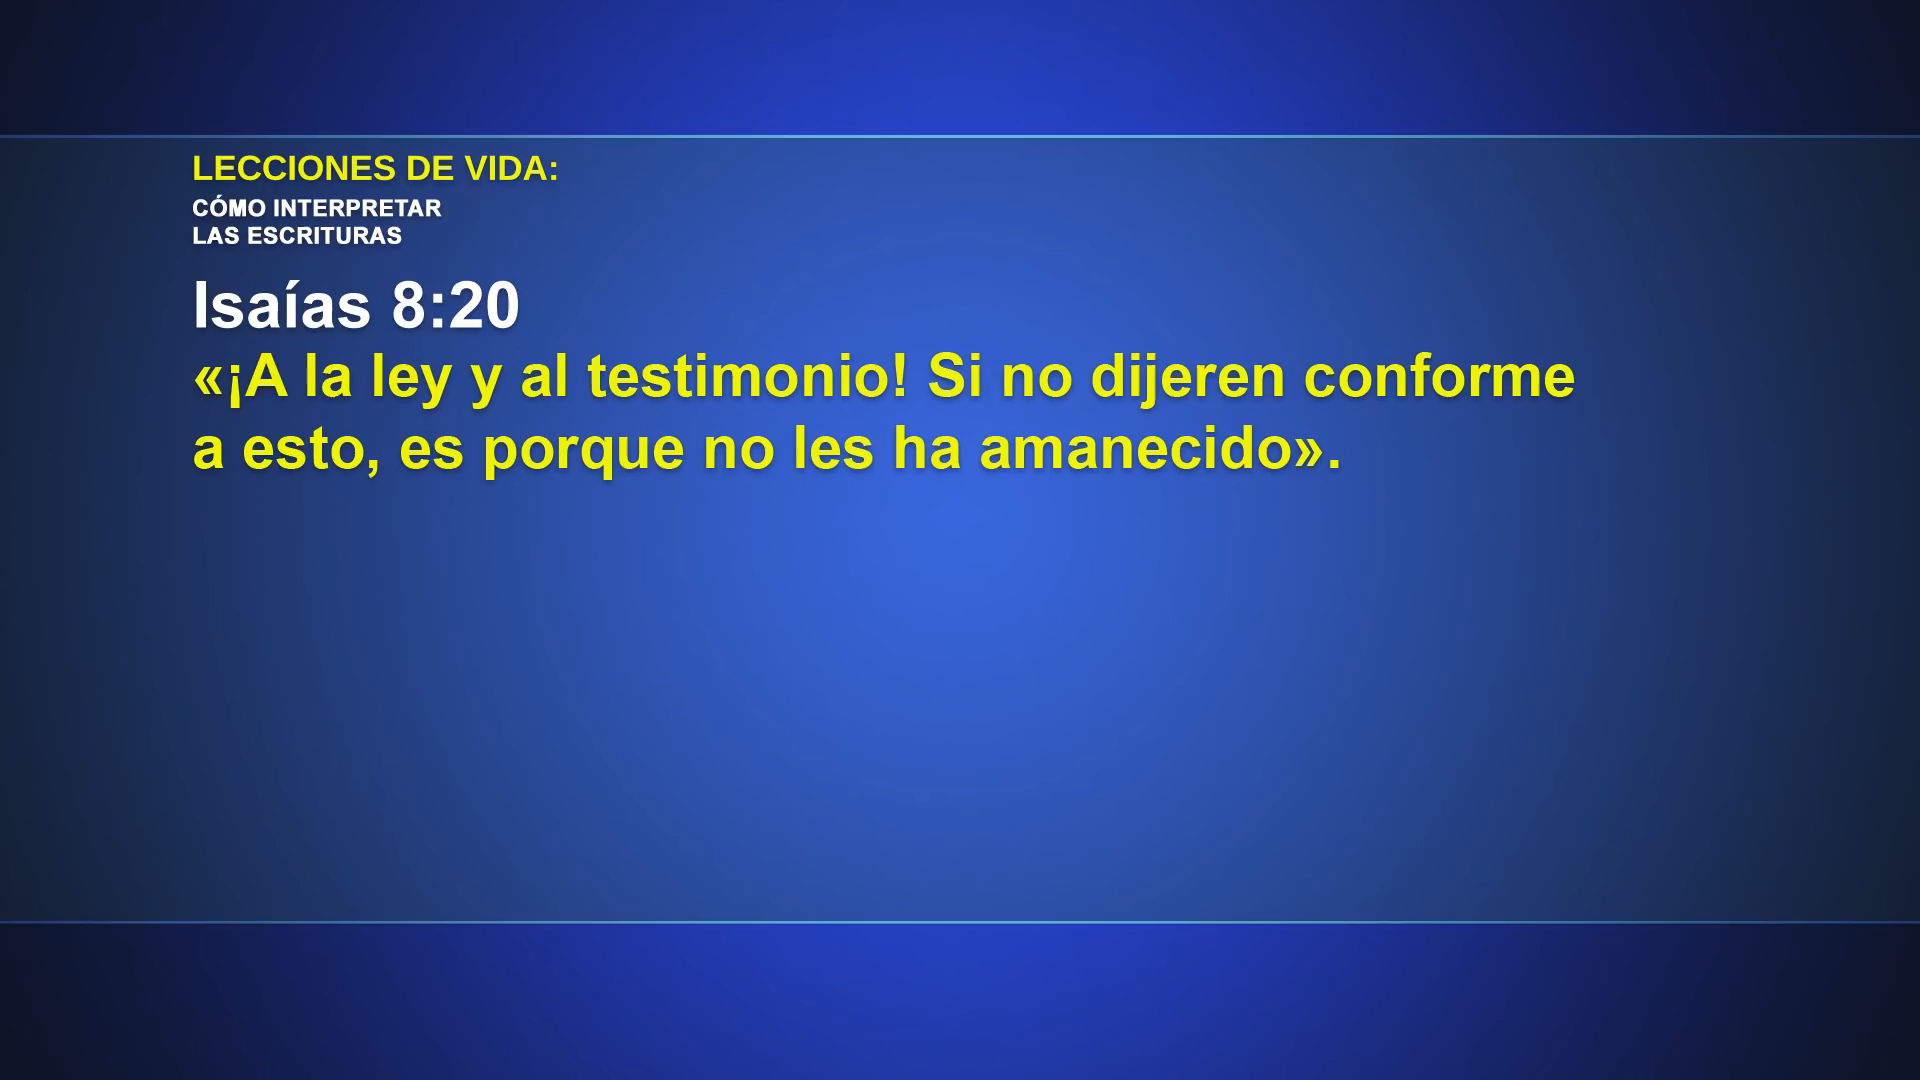 LECCIONES DE VIDA:
CÓMO INTERPRETAR
LAS ESCRITURAS
Isaías 8:20
«¡A la ley y al testimonio! Si no dijeren conforme
a esto, es porque no les ha amanecido».